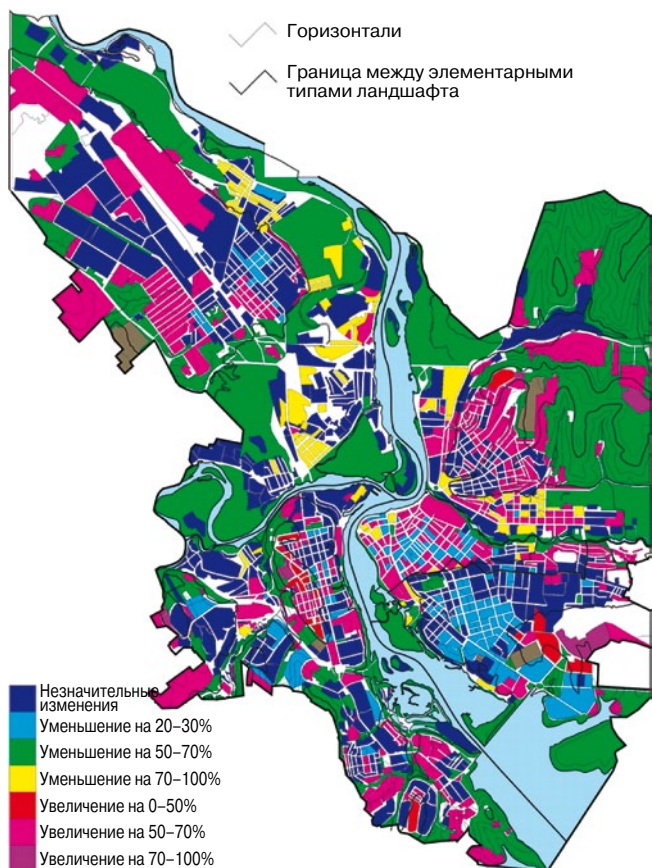 Горизонтали
Граница между элементарными
типами ландшафта
Незначительные
изменения
Уменьшение на 20–30%
Уменьшение на 50–70%
Уменьшение на 70–100%
Увеличение на 0–50%
Увеличение на 50–70%
Увеличение на 70–100%